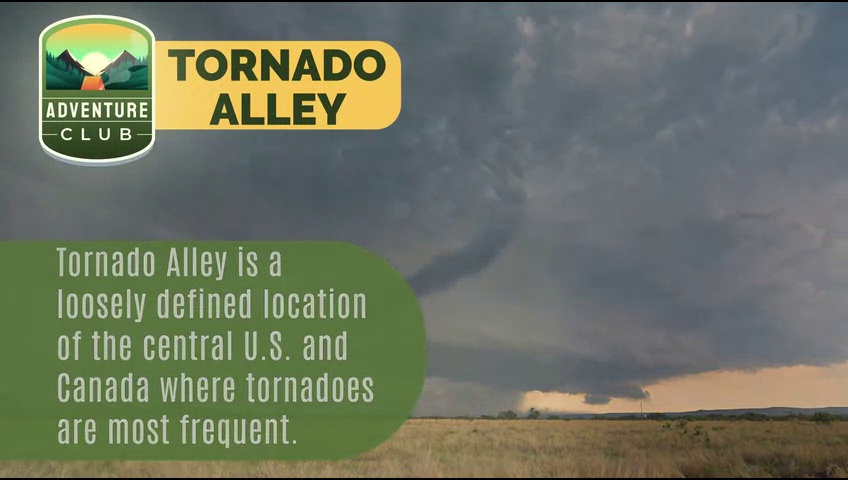 ADVENTURE
CLUB
TORNADO
ALLEY
Tornado Alley is a
loosely defined location
of the central U.S. and
Canada where tornadoes
are most frequent.